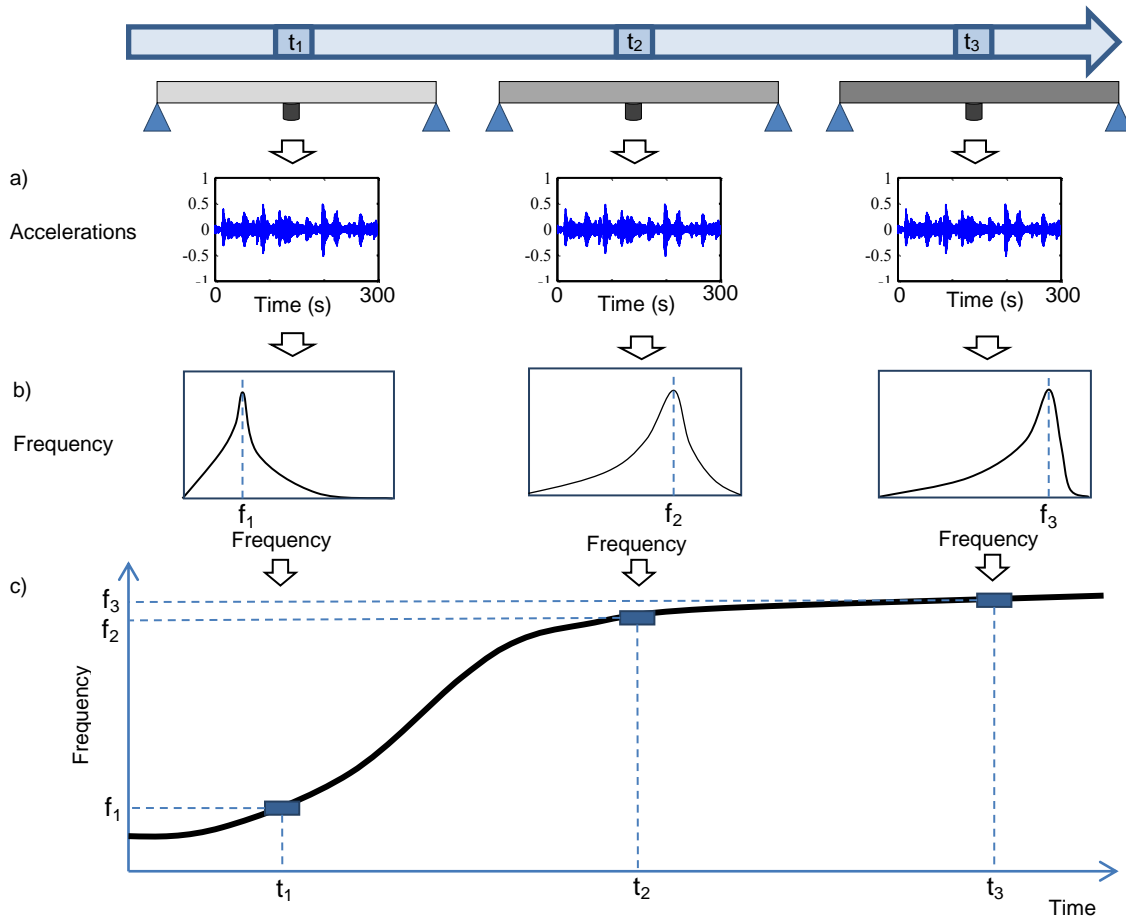 t₁ t₂ t₃
a)
Accelerations
1
0.5
0
-0.5
-1
0 300
Time (s)
1
0.5
0
-0.5
-1
0 300
Time (s)
1
0.5
0
-0.5
-1
0 300
Time (s)
b)
Frequency
f₁ f₂ f₃
Frequency Frequency Frequency
c)
f₃
f₂
Frequency
f₁
t₁ t₂ t₃
Time